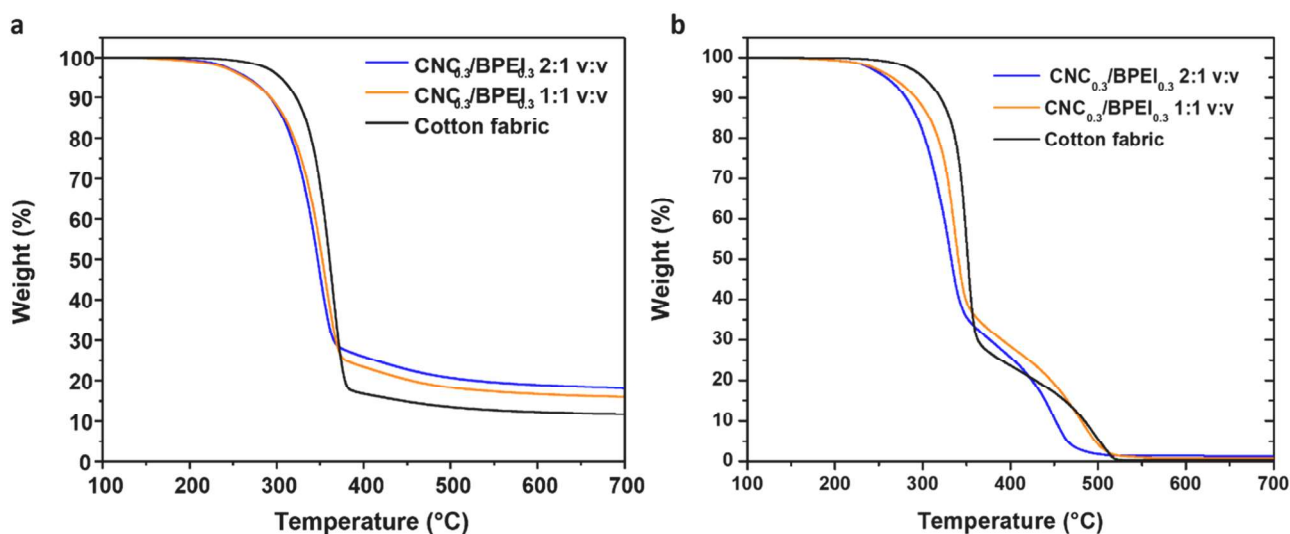 a
100
90
80
70
60
50
40
30
20
10
0
Weight (%)
100 200 300 400 500 600 700
Temperature (°C)
CNC0.3/BPEI0.3 2:1 v:v
CNC0.3/BPEI0.3 1:1 v:v
Cotton fabric
b
100
90
80
70
60
50
40
30
20
10
0
Weight (%)
100 200 300 400 500 600 700
Temperature (°C)
CNC0.3/BPEI0.3 2:1 v:v
CNC0.3/BPEI0.3 1:1 v:v
Cotton fabric